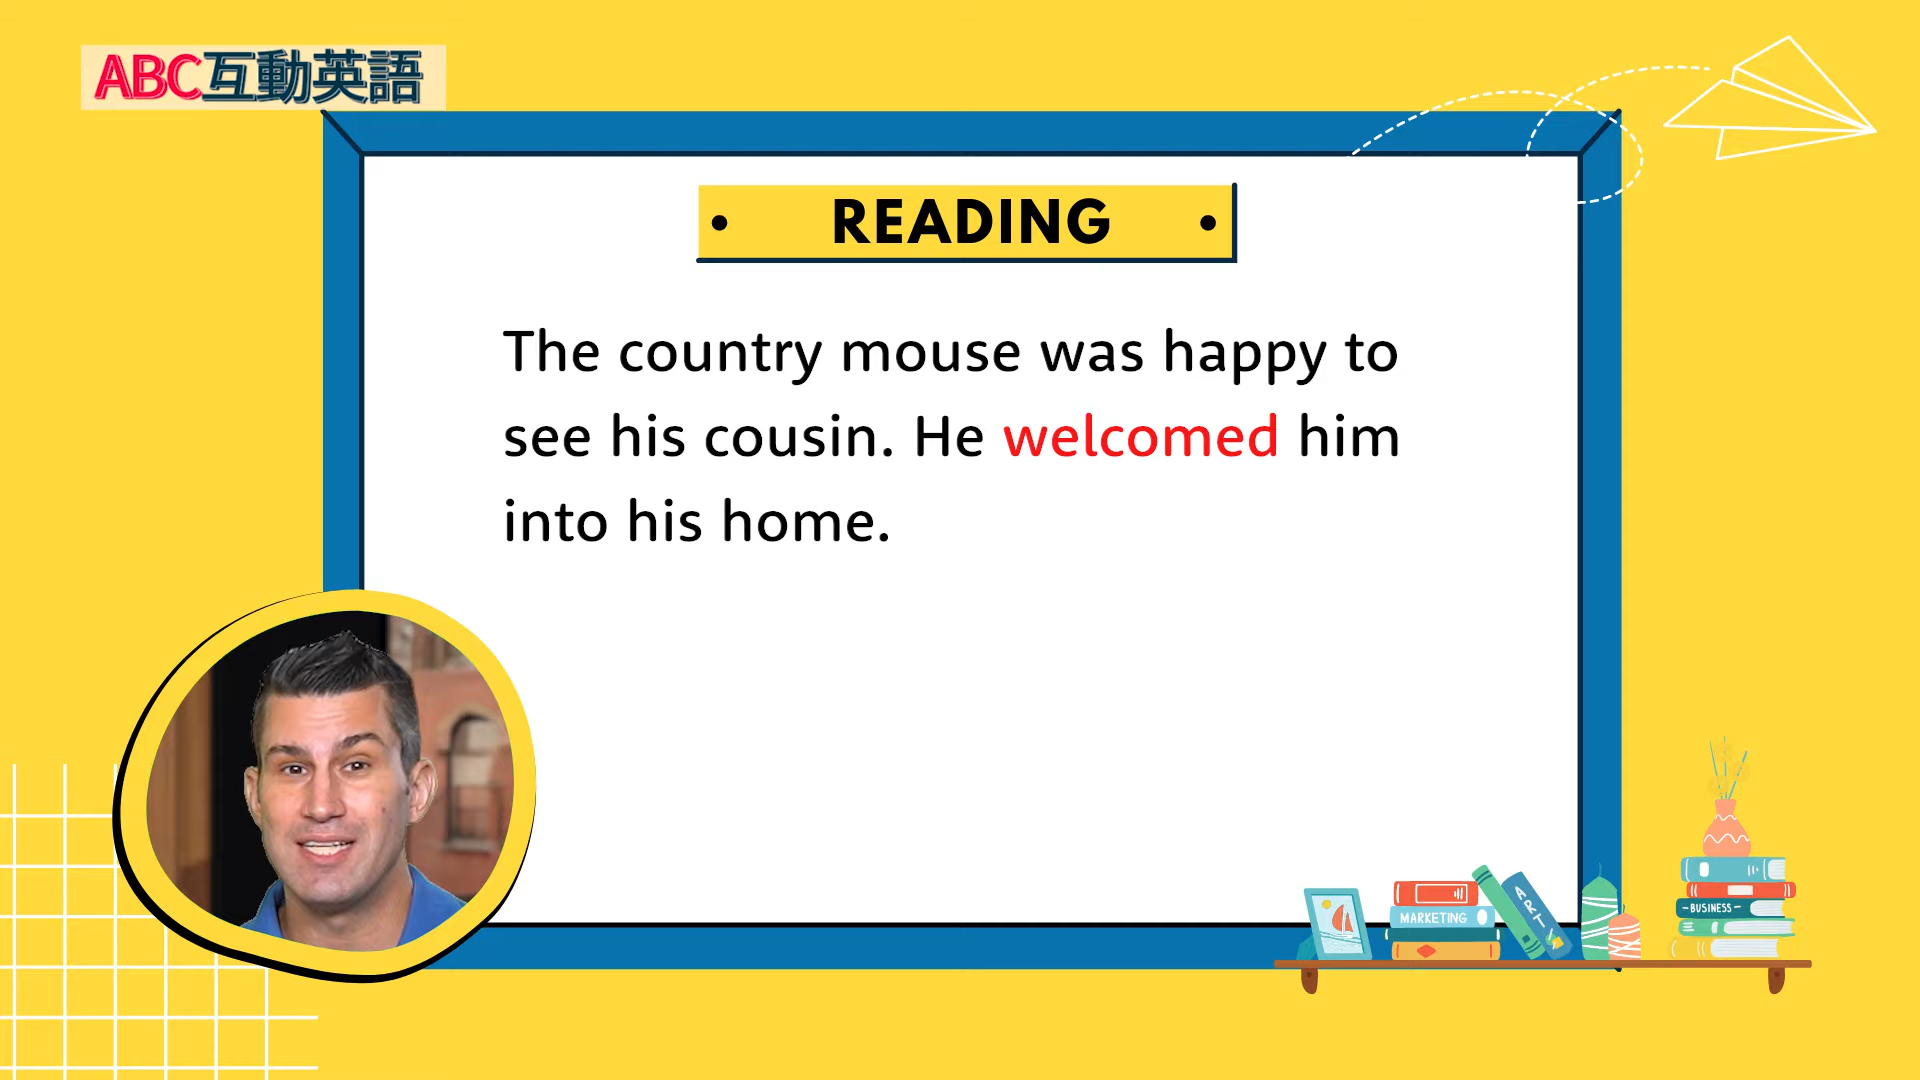 ABC互動英語
READING
The country mouse was happy to
see his cousin. He welcomed him
into his home.
MARKETING
ART
BUSINESS